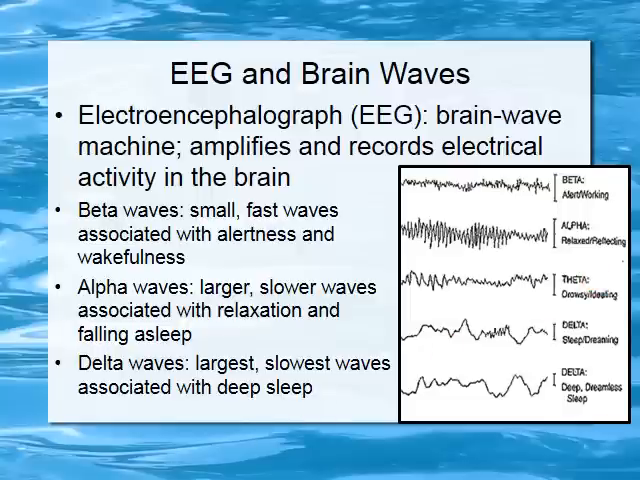 EEG and Brain Waves
• Electroencephalograph (EEG): brain-wave
machine; amplifies and records electrical
activity in the brain
• Beta waves: small, fast waves
associated with alertness and
wakefulness
• Alpha waves: larger, slower waves
associated with relaxation and
falling asleep
• Delta waves: largest, slowest waves
associated with deep sleep
BETA:
Alert/Working
ALPHA:
Relaxed/Reflecting
THETA:
Drowsy/Ideating
DELTA:
Sleep/Dreaming
DELTA:
Deep, Dreamless
Sleep